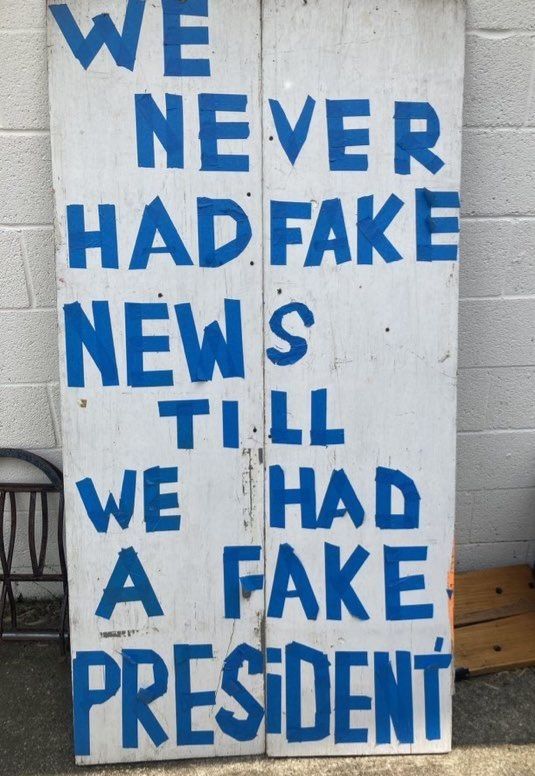 WE
NEVER
HAD FAKE
NEWS
TILL
WE HAD
A FAKE
PRESiDENT